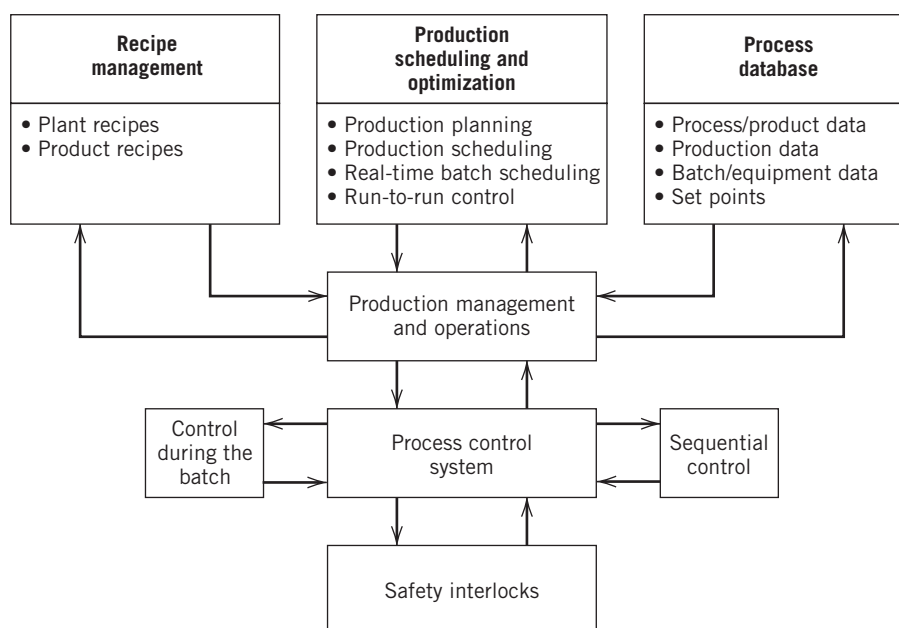 Recipe
management
• Plant recipes
• Product recipes
Production
scheduling and
optimization
• Production planning
• Production scheduling
• Real-time batch scheduling
• Run-to-run control
Process
database
• Process/product data
• Production data
• Batch/equipment data
• Set points
Production management
and operations
Control
during the
batch
Process control
system
Sequential
control
Safety interlocks